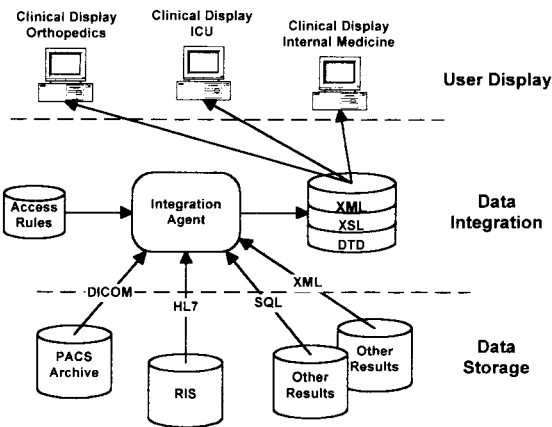 Clinical Display
Orthopedics
Clinical Display
ICU
Clinical Display
Internal Medicine
User Display
Access
Rules
Integration
Agent
XML
XSL
DTD
Data
Integration
DICOM
HL7
SQL
XML
PACS
Archive
RIS
Other
Results
Other
Results
Data
Storage